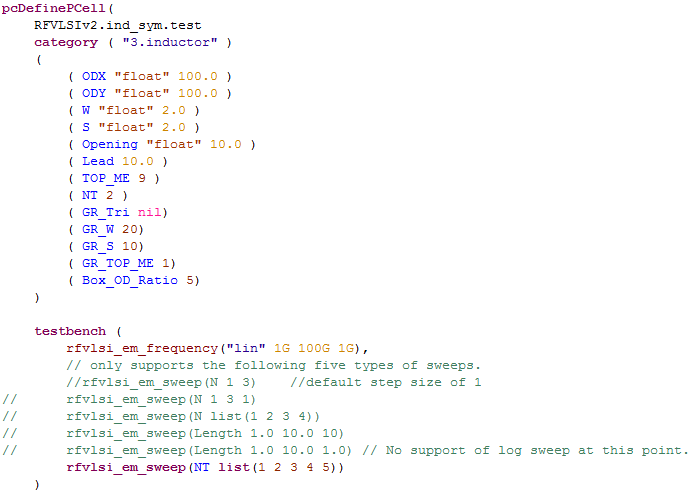 pcDefinePCell(
    RFVLSIv2.ind_sym.test
    category ( "3.inductor" )
    (
        ( ODX "float" 100.0 )
        ( ODY "float" 100.0 )
        ( W "float" 2.0 )
        ( S "float" 2.0 )
        ( Opening "float" 10.0 )
        ( Lead 10.0 )
        ( TOP_ME 9 )
        ( NT 2 )
        ( GR_Tri nil)
        ( GR_W 20)
        ( GR_S 10)
        ( GR_TOP_ME 1)
        ( Box_OD_Ratio 5)
    )
    testbench (
        rfvlsi_em_frequency("lin" 1G 100G 1G),
        // only supports the following five types of sweeps.
        //rfvlsi_em_sweep(N 1 3)    //default step size of 1
//      rfvlsi_em_sweep(N 1 3 1)
//      rfvlsi_em_sweep(N list(1 2 3 4))
//      rfvlsi_em_sweep(Length 1.0 10.0 10)
//      rfvlsi_em_sweep(Length 1.0 10.0 1.0) // No support of log sweep at this point.
        rfvlsi_em_sweep(NT list(1 2 3 4 5))
    )